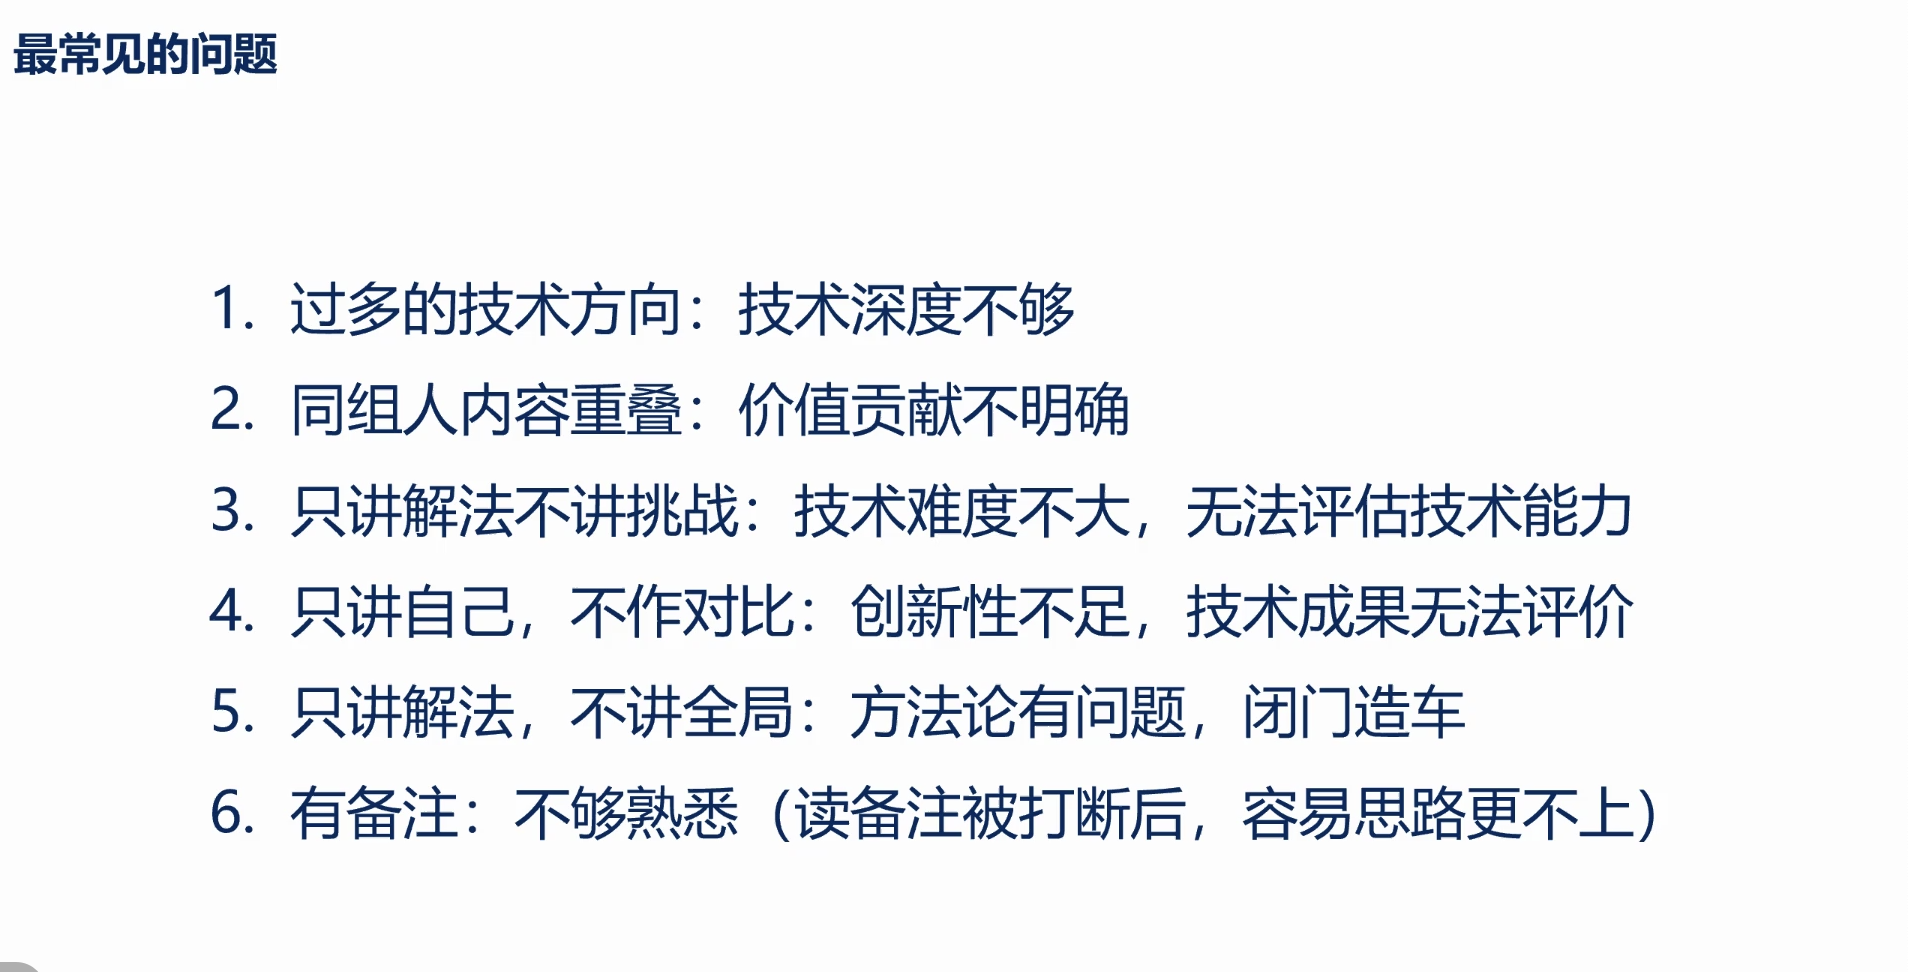 最常见的问题
1. 过多的技术方向：技术深度不够
2. 同组人内容重叠：价值贡献不明确
3. 只讲解法不讲挑战：技术难度不大，无法评估技术能力
4. 只讲自己，不作对比：创新性不足，技术成果无法评价
5. 只讲解法，不讲全局：方法论有问题，闭门造车
6. 有备注：不够熟悉（读备注被打断后，容易思路更不上）